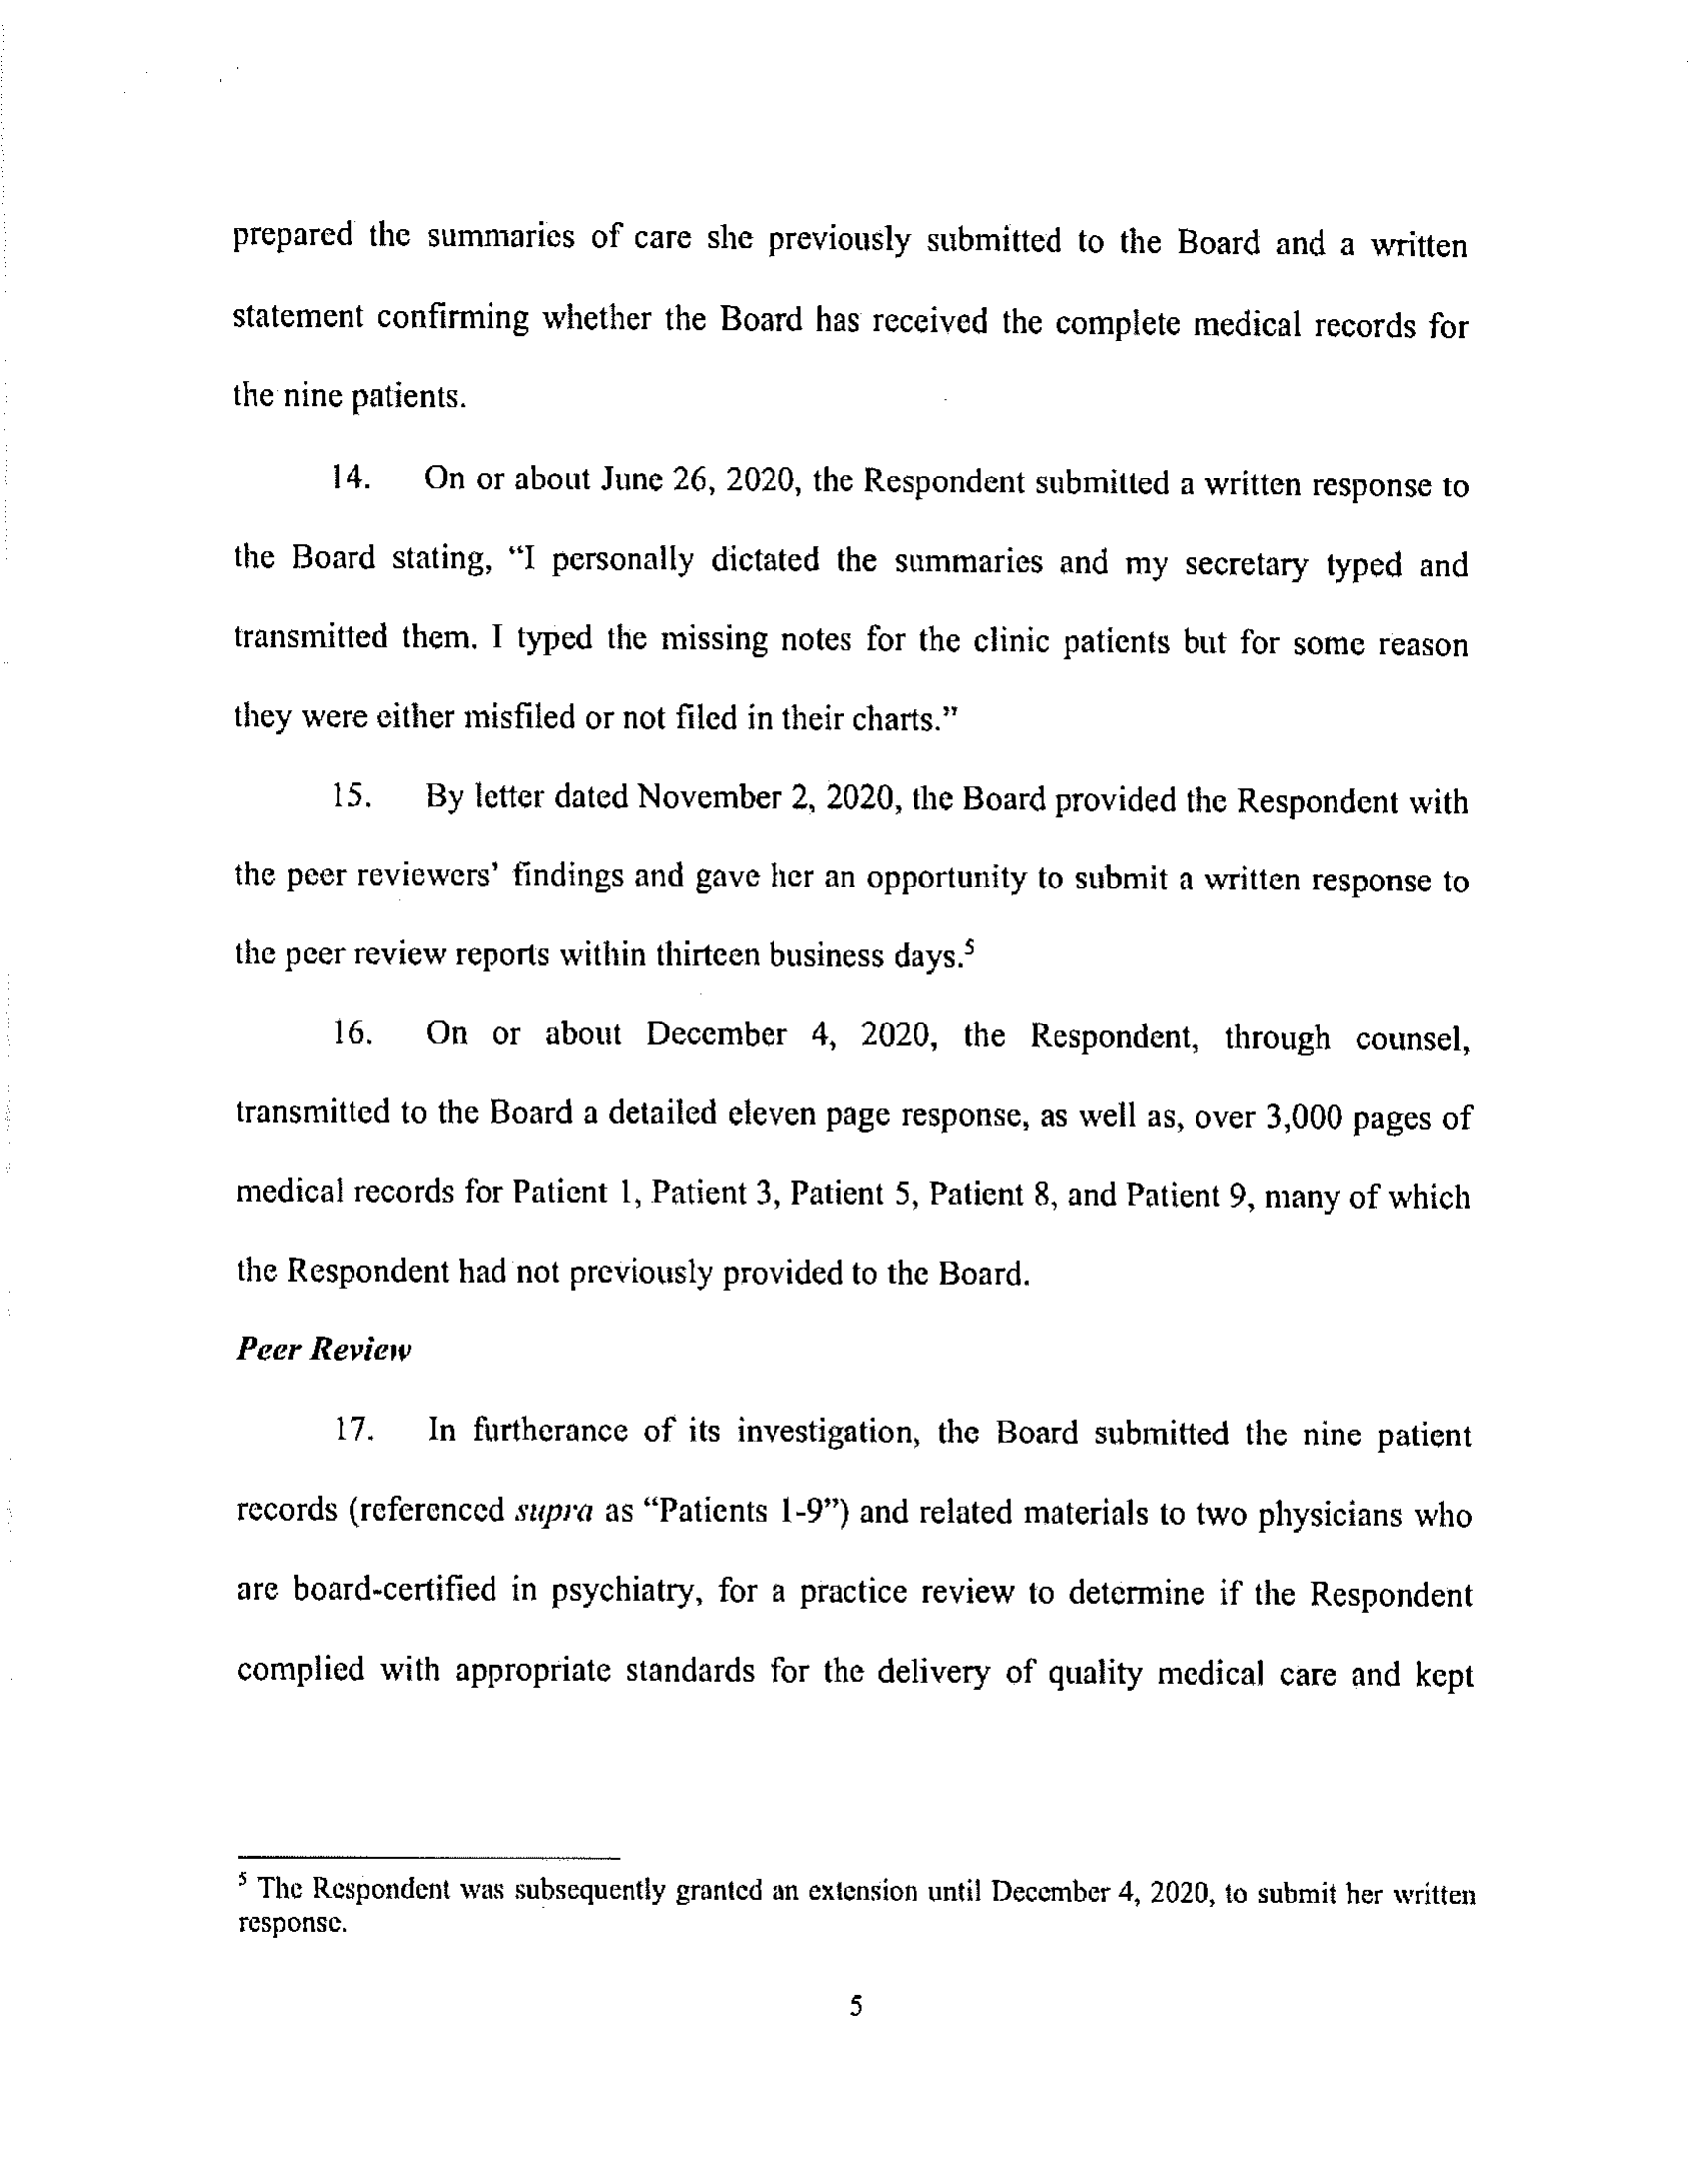 prepared the summaries of care she previously submitted to the Board and a written
statement confirming whether the Board has received the complete medical records for
the nine patients.
14. On or about June 26, 2020, the Respondent submitted a written response to
the Board stating, “I personally dictated the summaries and my secretary typed and
transmitted them. I typed the missing notes for the clinic patients but for some reason
they were either misfiled or not filed in their charts.”
15. By letter dated November 2, 2020, the Board provided the Respondent with
the peer reviewers’ findings and gave her an opportunity to submit a written response to
the peer review reports within thirteen business days.⁵
16. On or about December 4, 2020, the Respondent, through counsel,
transmitted to the Board a detailed eleven page response, as well as, over 3,000 pages of
medical records for Patient 1, Patient 3, Patient 5, Patient 8, and Patient 9, many of which
the Respondent had not previously provided to the Board.
Peer Review
17. In furtherance of its investigation, the Board submitted the nine patient
records (referenced supra as “Patients 1-9”) and related materials to two physicians who
are board-certified in psychiatry, for a practice review to determine if the Respondent
complied with appropriate standards for the delivery of quality medical care and kept
⁵ The Respondent was subsequently granted an extension until December 4, 2020, to submit her written
response.
5